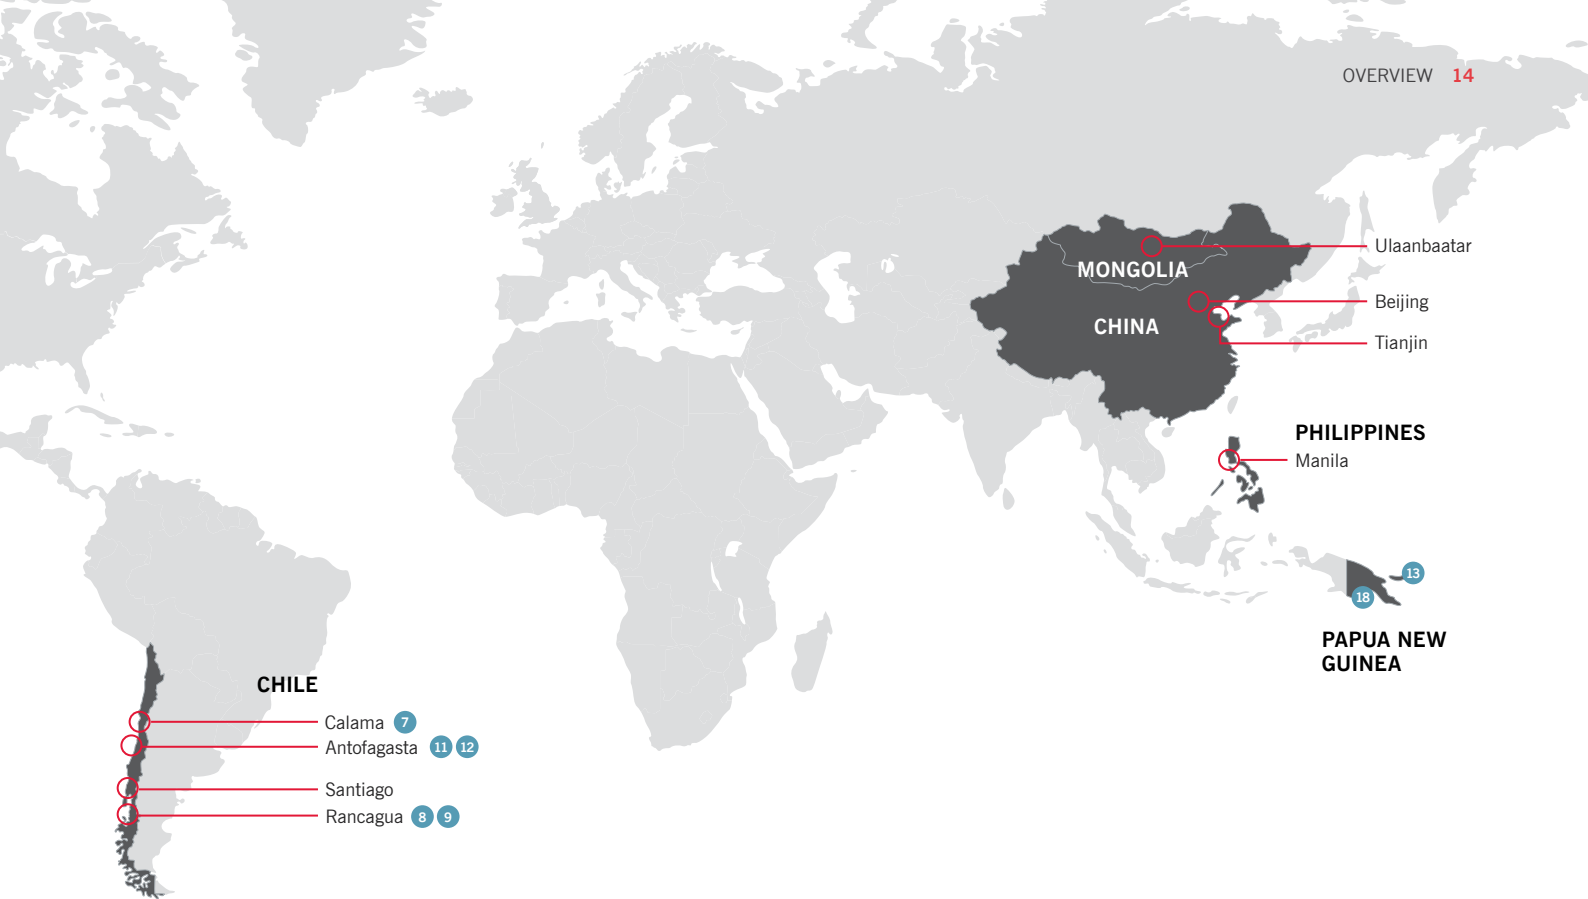 OVERVIEW 14
Ulaanbaatar
MONGOLIA
Beijing
CHINA
Tianjin
PHILIPPINES
Manila
13
18
PAPUA NEW
GUINEA
CHILE
Calama 7
Antofagasta 11 12
Santiago
Rancagua 8 9